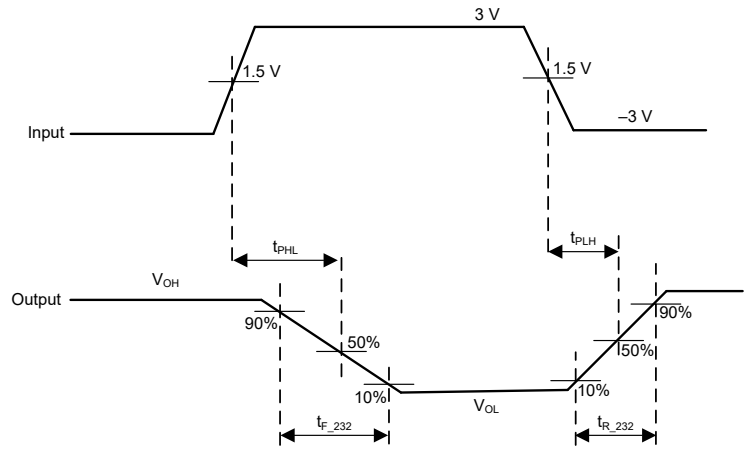 3 V
1.5 V
1.5 V
–3 V
Input
tPHL
tPLH
VOH
Output
90%
50%
10%
VOL
90%
50%
10%
tF_232
tR_232